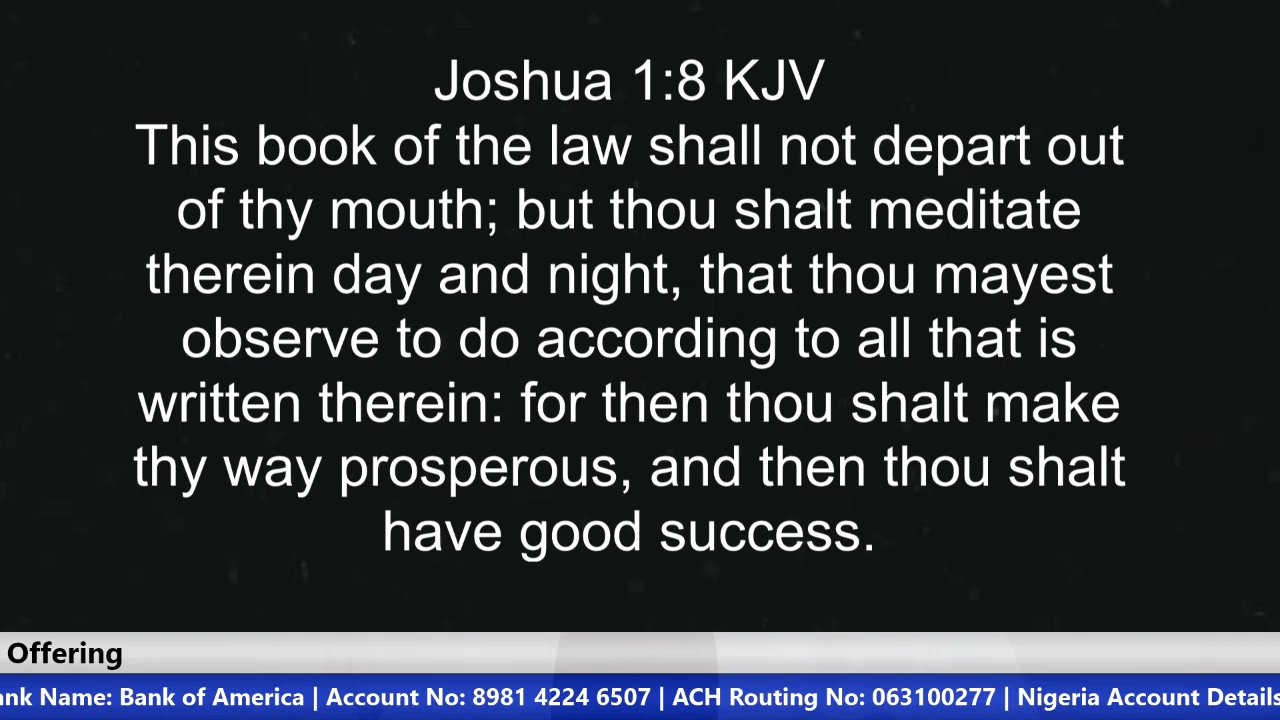 Joshua 1:8 KJV
This book of the law shall not depart out
of thy mouth; but thou shalt meditate
therein day and night, that thou mayest
observe to do according to all that is
written therein: for then thou shalt make
thy way prosperous, and then thou shalt
have good success.
Offering
ank Name: Bank of America | Account No: 8981 4224 6507 | ACH Routing No: 063100277 | Nigeria Account Details